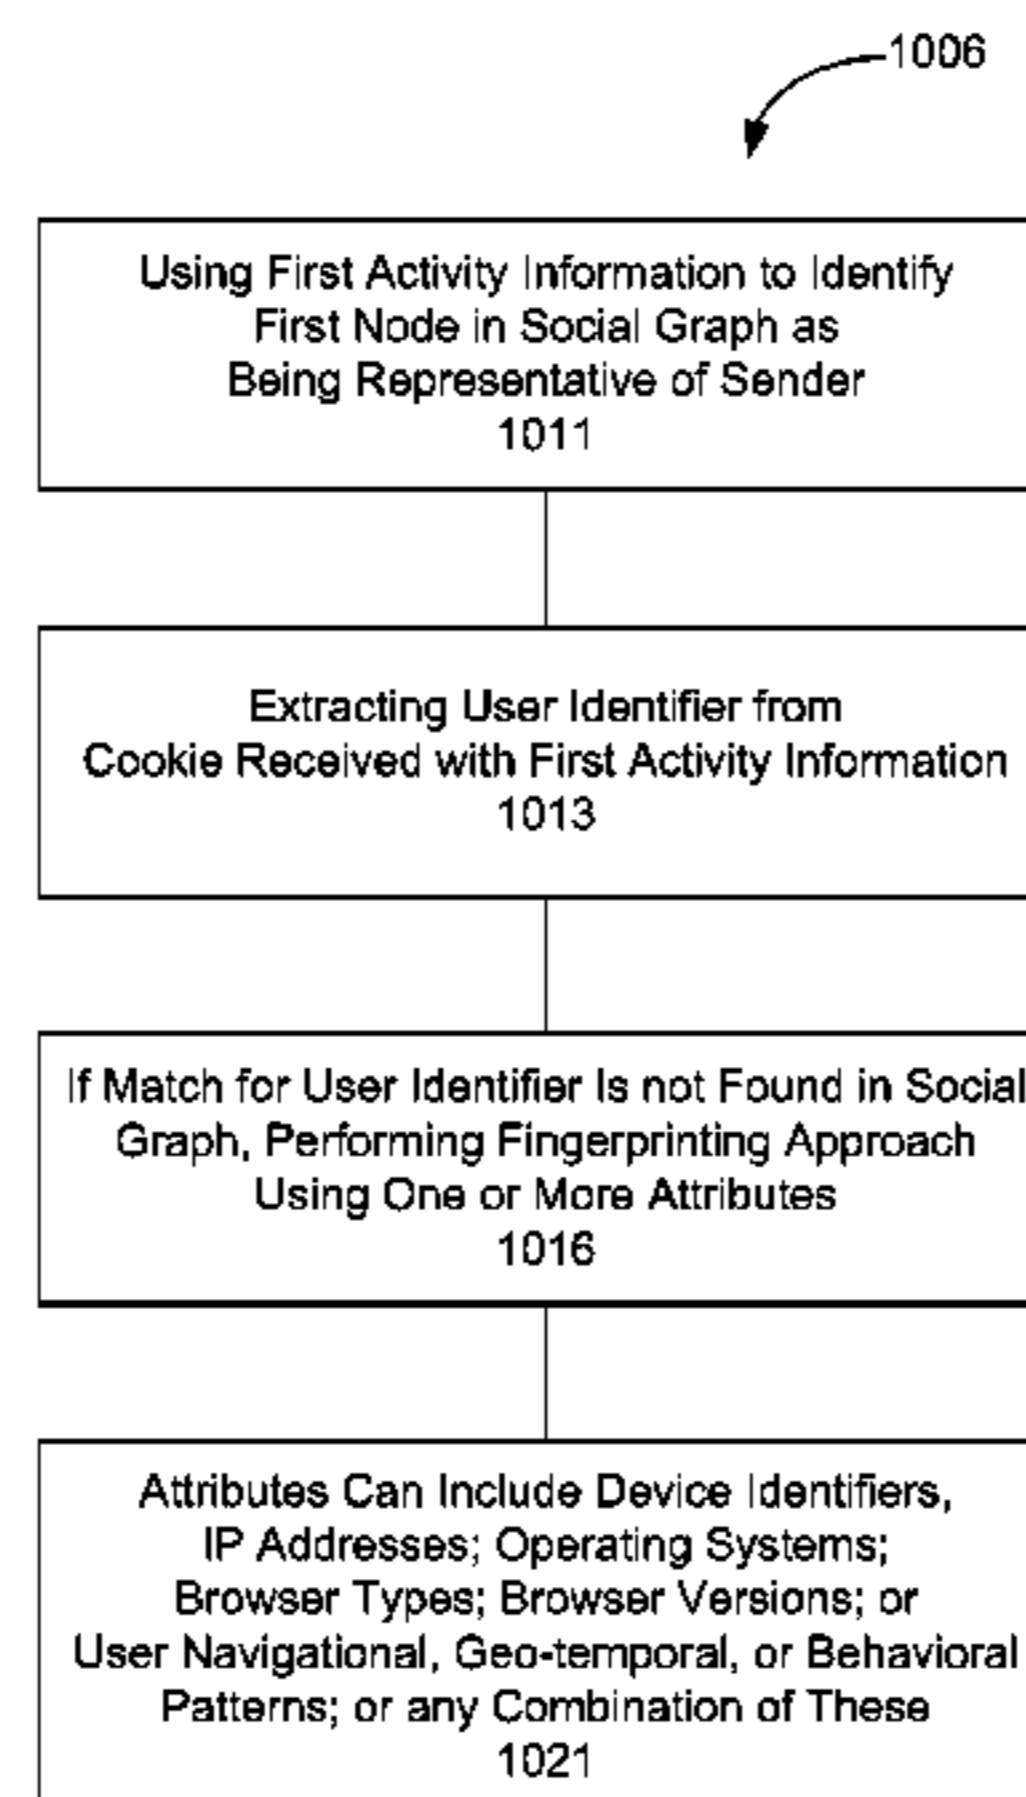 1006
Using First Activity Information to Identify
First Node in Social Graph as
Being Representative of Sender
1011
Extracting User Identifier from
Cookie Received with First Activity Information
1013
If Match for User Identifier Is not Found in Social
Graph, Performing Fingerprinting Approach
Using One or More Attributes
1016
Attributes Can Include Device Identifiers,
IP Addresses; Operating Systems;
Browser Types; Browser Versions; or
User Navigational, Geo-temporal, or Behavioral
Patterns; or any Combination of These
1021